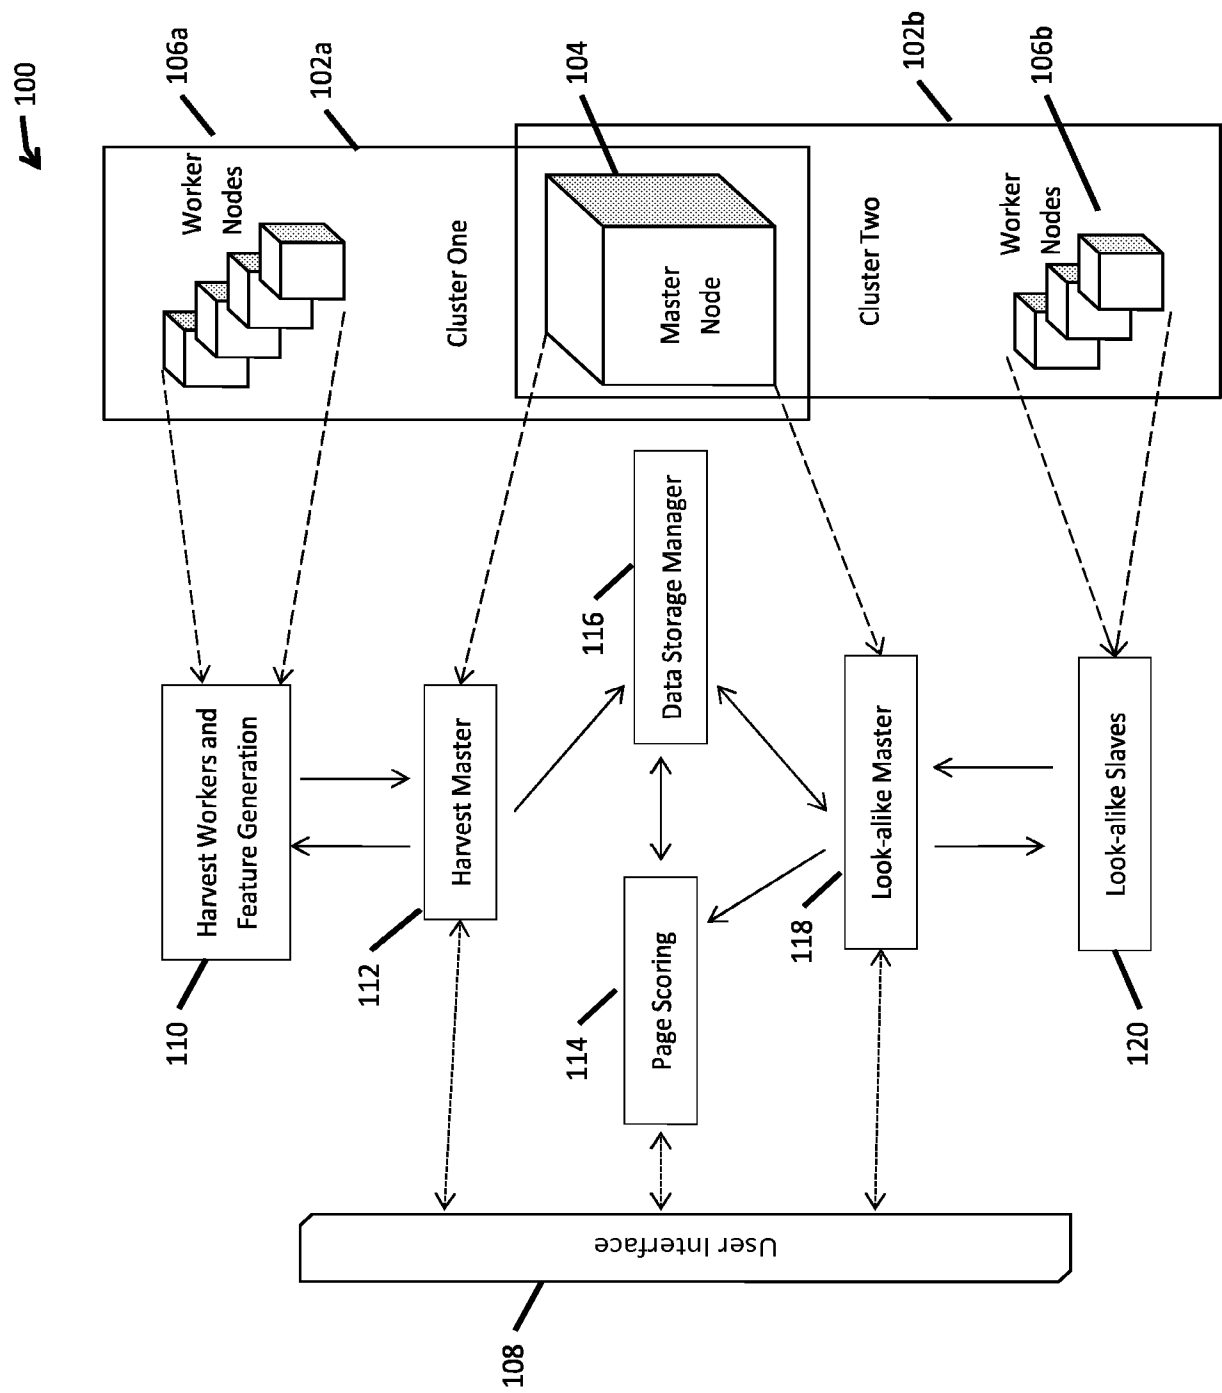 100
106a
102a
104
102b
106b
Worker
Nodes
Cluster One
Master
Node
Cluster Two
Worker
Nodes
116
Data Storage Manager
110
Harvest Workers and
Feature Generation
112
Harvest Master
114
Page Scoring
118
Look-alike Master
120
Look-alike Slaves
108
User Interface